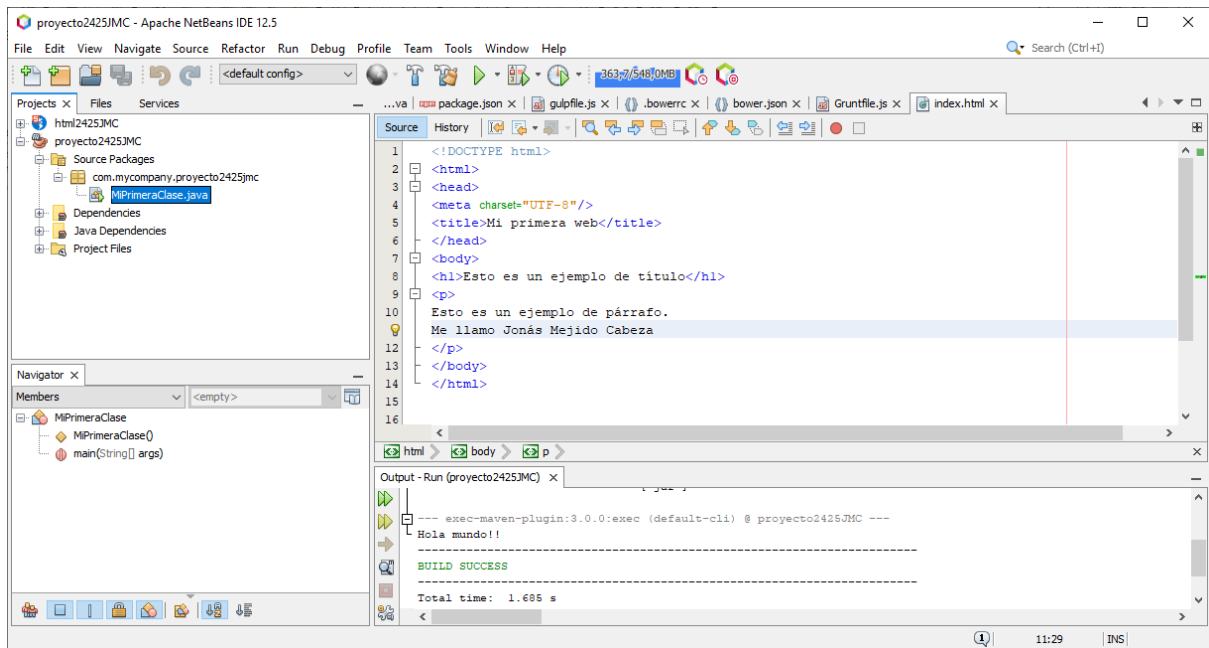 proyecto2425JMC - Apache NetBeans IDE 12.5
File Edit View Navigate Source Refactor Run Debug Profile Team Tools Window Help
Search (Ctrl+I)
<default config>
363,7/548,0MB
Projects
Files
Services
html2425JMC
proyecto2425JMC
Source Packages
com.mycompany.proyecto2425jmc
MiPrimeraClase.java
Dependencies
Java Dependencies
Project Files
Navigator
Members
<empty>
MiPrimeraClase
MiPrimeraClase()
main(String[] args)
...va package.json gulpfile.js .bowerrc bower.json Gruntfile.js index.html
Source History
1 <!DOCTYPE html>
2 <html>
3 <head>
4 <meta charset="UTF-8"/>
5 <title>Mi primera web</title>
6 </head>
7 <body>
8 <h1>Esto es un ejemplo de título</h1>
9 <p>
10 Esto es un ejemplo de párrafo.
Me llamo Jonás Mejido Cabeza
12 </p>
13 </body>
14 </html>
15
16
html body p
Output - Run (proyecto2425JMC)
--- exec-maven-plugin:3.0.0:exec (default-cli) @ proyecto2425JMC ---
Hola mundo!!
------------------------------------------------------------------------
BUILD SUCCESS
------------------------------------------------------------------------
Total time: 1.685 s
1
11:29
INS